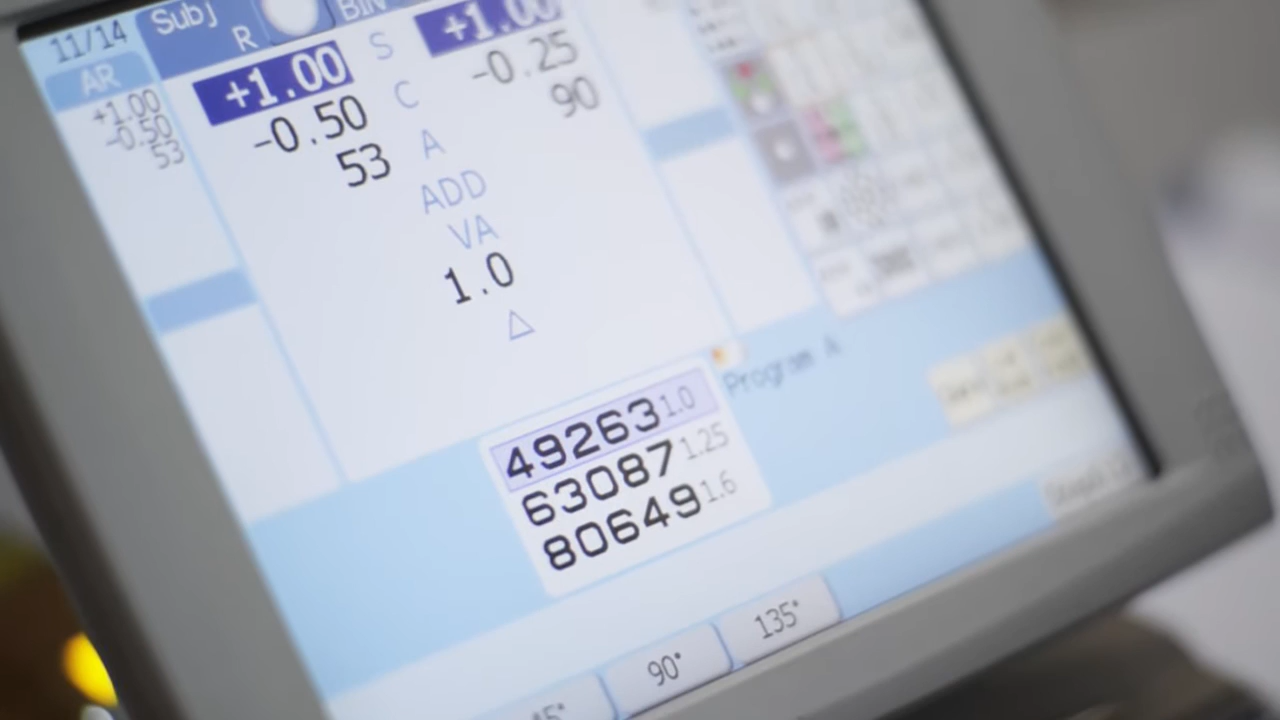 11/14 Subj R BIN
AR
+1.00
-0.50
53
+1.00 S +1.00
-0.50 C -0.25
53 A 90
ADD
VA
1.0
△
Program A
49263 1.0
63087 1.25
80649 1.6
45° 90° 135°